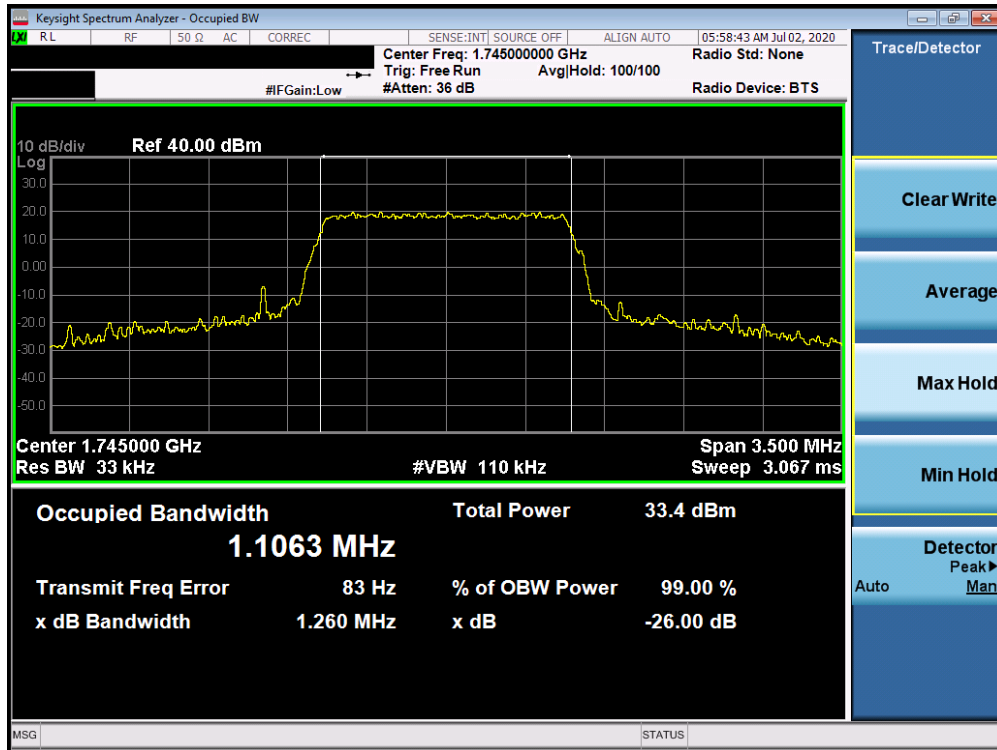 Keysight Spectrum Analyzer - Occupied BW
LXI RL RF 50 Ω AC CORREC SENSE:INT SOURCE OFF ALIGN AUTO 05:58:43 AM Jul 02, 2020
Center Freq: 1.745000000 GHz Radio Std: None
Trig: Free Run Avg|Hold: 100/100
#IFGain:Low #Atten: 36 dB Radio Device: BTS
Trace/Detector
10 dB/div Ref 40.00 dBm
Log
30.0
20.0
10.0
0.00
-10.0
-20.0
-30.0
-40.0
-50.0
Center 1.745000 GHz Span 3.500 MHz
Res BW 33 kHz #VBW 110 kHz Sweep 3.067 ms
Occupied Bandwidth Total Power 33.4 dBm
1.1063 MHz
Transmit Freq Error 83 Hz % of OBW Power 99.00 %
x dB Bandwidth 1.260 MHz x dB -26.00 dB
Clear Write
Average
Max Hold
Min Hold
Detector
Peak▶
Auto Man
MSG STATUS